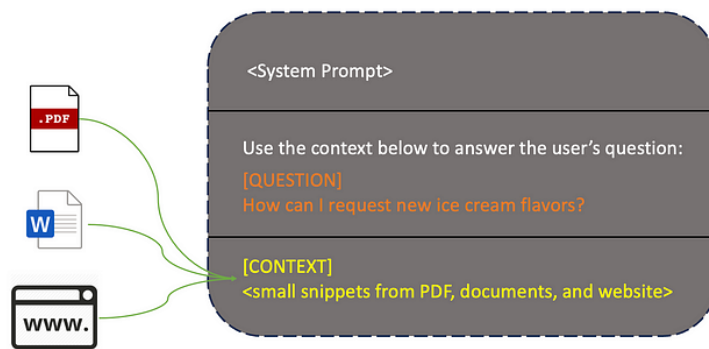 <System Prompt>
.PDF
Use the context below to answer the user’s question:
[QUESTION]
How can I request new ice cream flavors?
W
[CONTEXT]
<small snippets from PDF, documents, and website>
www.